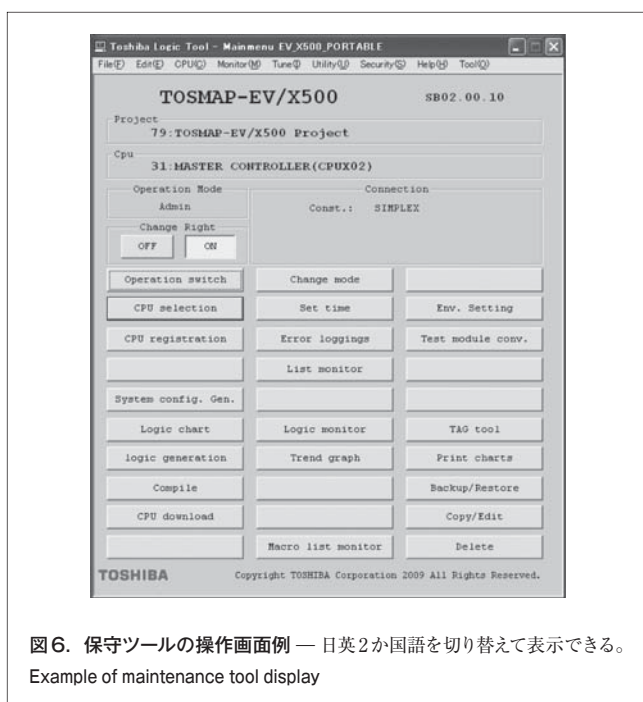 Toshiba Logic Tool - Mainmenu EV_X500_PORTABLE
File(F) Edit(E) CPU(C) Monitor(M) Tune(T) Utility(U) Security(S) Help(H) Tool(O)
TOSMAP-EV/X500 SB02.00.10
Project
79:TOSMAP-EV/X500 Project
Cpu
31:MASTER CONTROLLER(CPUX02)
Operation Mode Connection
Admin Const.: SIMPLEX
Change Right
OFF ON
Operation switch Change mode
CPU selection Set time Env. Setting
CPU registration Error loggings Test module conv.
List monitor
System config. Gen.
Logic chart Logic monitor TAG tool
logic generation Trend graph Print charts
Compile Backup/Restore
CPU download Copy/Edit
Macro list monitor Delete
TOSHIBA Copyright TOSHIBA Corporation 2009 All Rights Reserved.
図6. 保守ツールの操作画面例 — 日英2か国語を切り替えて表示できる。
Example of maintenance tool display